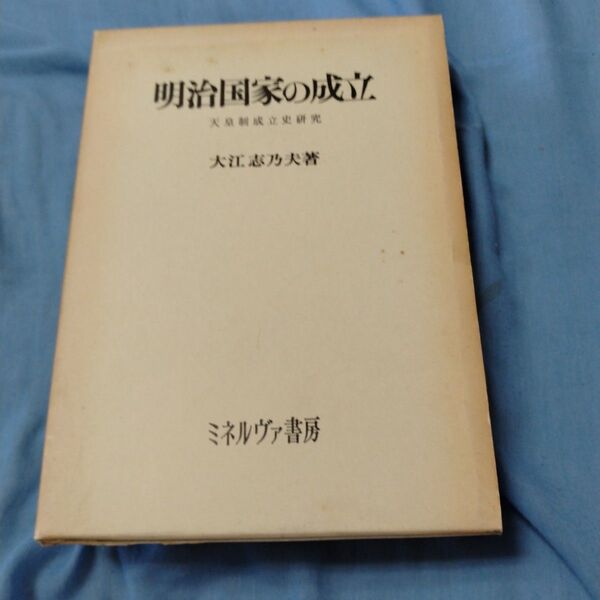 明治国家の成立
天皇制成立史研究
大江志乃夫著
ミネルヴァ書房